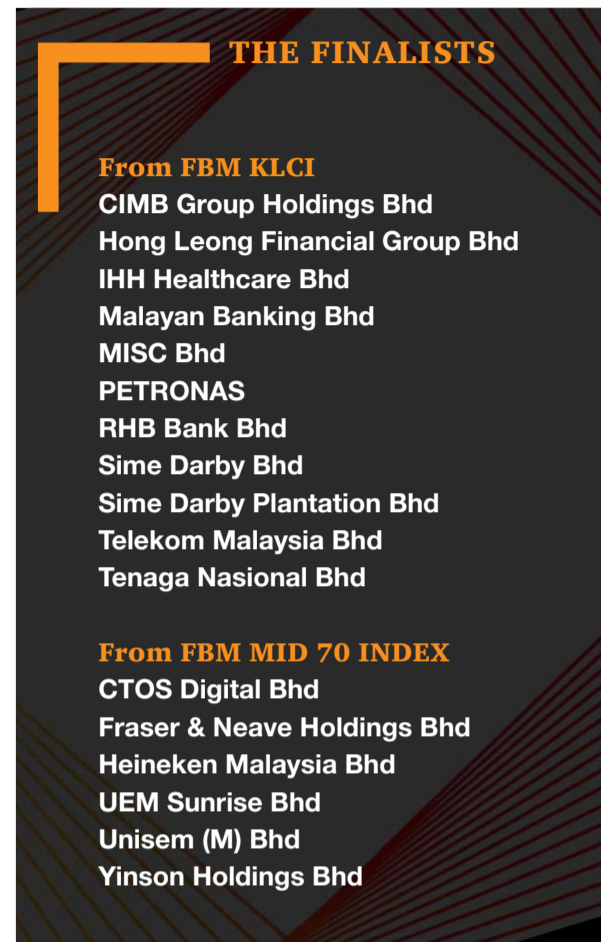 THE FINALISTS
From FBM KLCI
CIMB Group Holdings Bhd
Hong Leong Financial Group Bhd
IHH Healthcare Bhd
Malayan Banking Bhd
MISC Bhd
PETRONAS
RHB Bank Bhd
Sime Darby Bhd
Sime Darby Plantation Bhd
Telekom Malaysia Bhd
Tenaga Nasional Bhd
From FBM MID 70 INDEX
CTOS Digital Bhd
Fraser & Neave Holdings Bhd
Heineken Malaysia Bhd
UEM Sunrise Bhd
Unisem (M) Bhd
Yinson Holdings Bhd